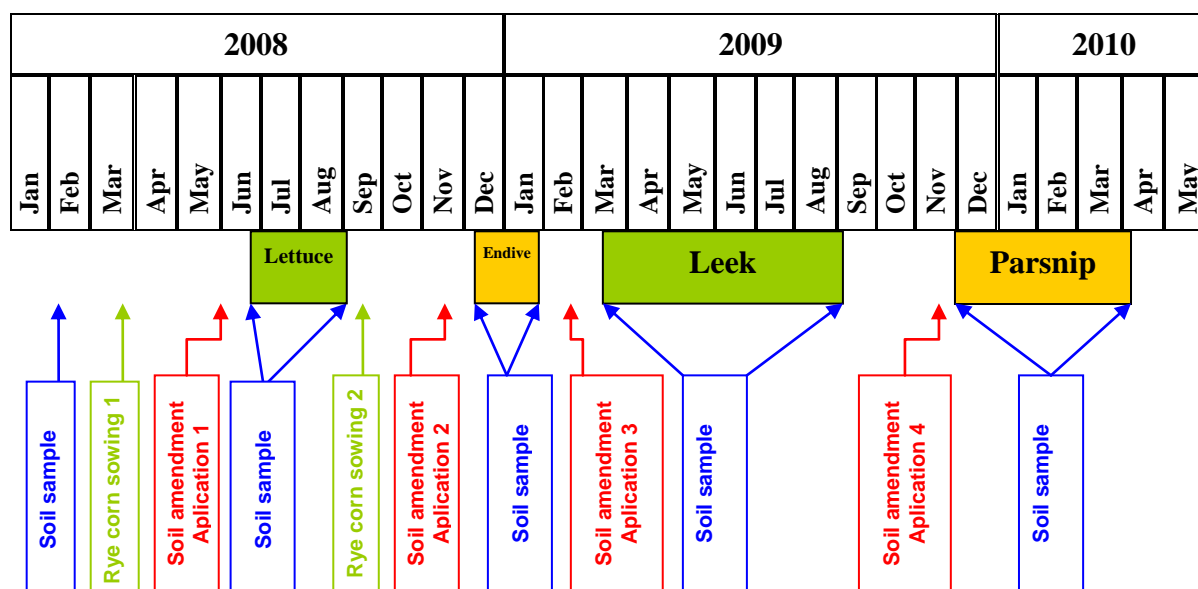 2008 2009 2010
Jan Feb Mar Apr May Jun Jul Aug Sep Oct Nov Dec Jan Feb Mar Apr May Jun Jul Aug Sep Oct Nov Dec Jan Feb Mar Apr May
Lettuce Endive Leek Parsnip
Soil sample
Rye corn sowing 1
Soil amendment
Aplication 1
Soil sample
Rye corn sowing 2
Soil amendment
Aplication 2
Soil sample
Soil amendment
Aplication 3
Soil sample
Soil amendment
Aplication 4
Soil sample